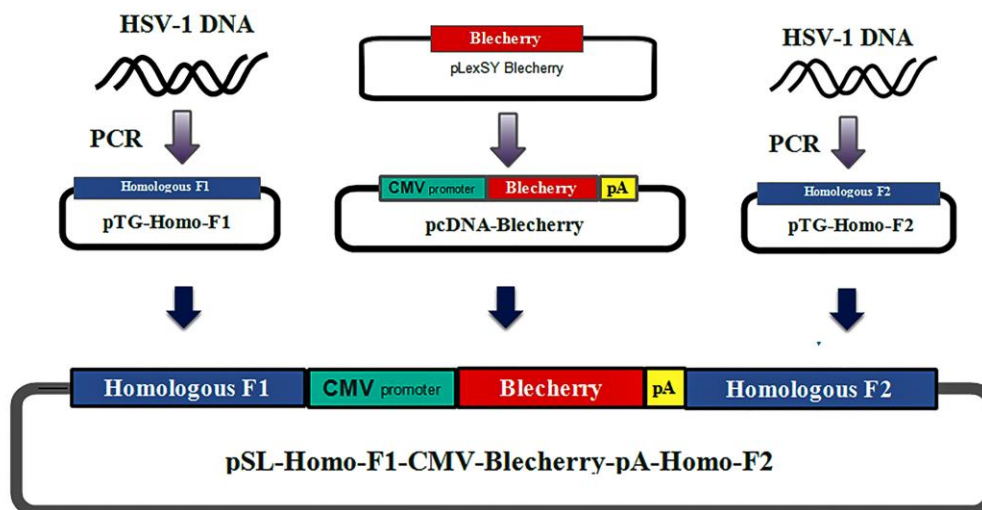 HSV-1 DNA
PCR
Homologous F1
pTG-Homo-F1
Blecherry
pLexSY Blecherry
CMV promoter
Blecherry
pA
pcDNA-Blecherry
HSV-1 DNA
PCR
Homologous F2
pTG-Homo-F2
Homologous F1
CMV promoter
Blecherry
pA
Homologous F2
pSL-Homo-F1-CMV-Blecherry-pA-Homo-F2